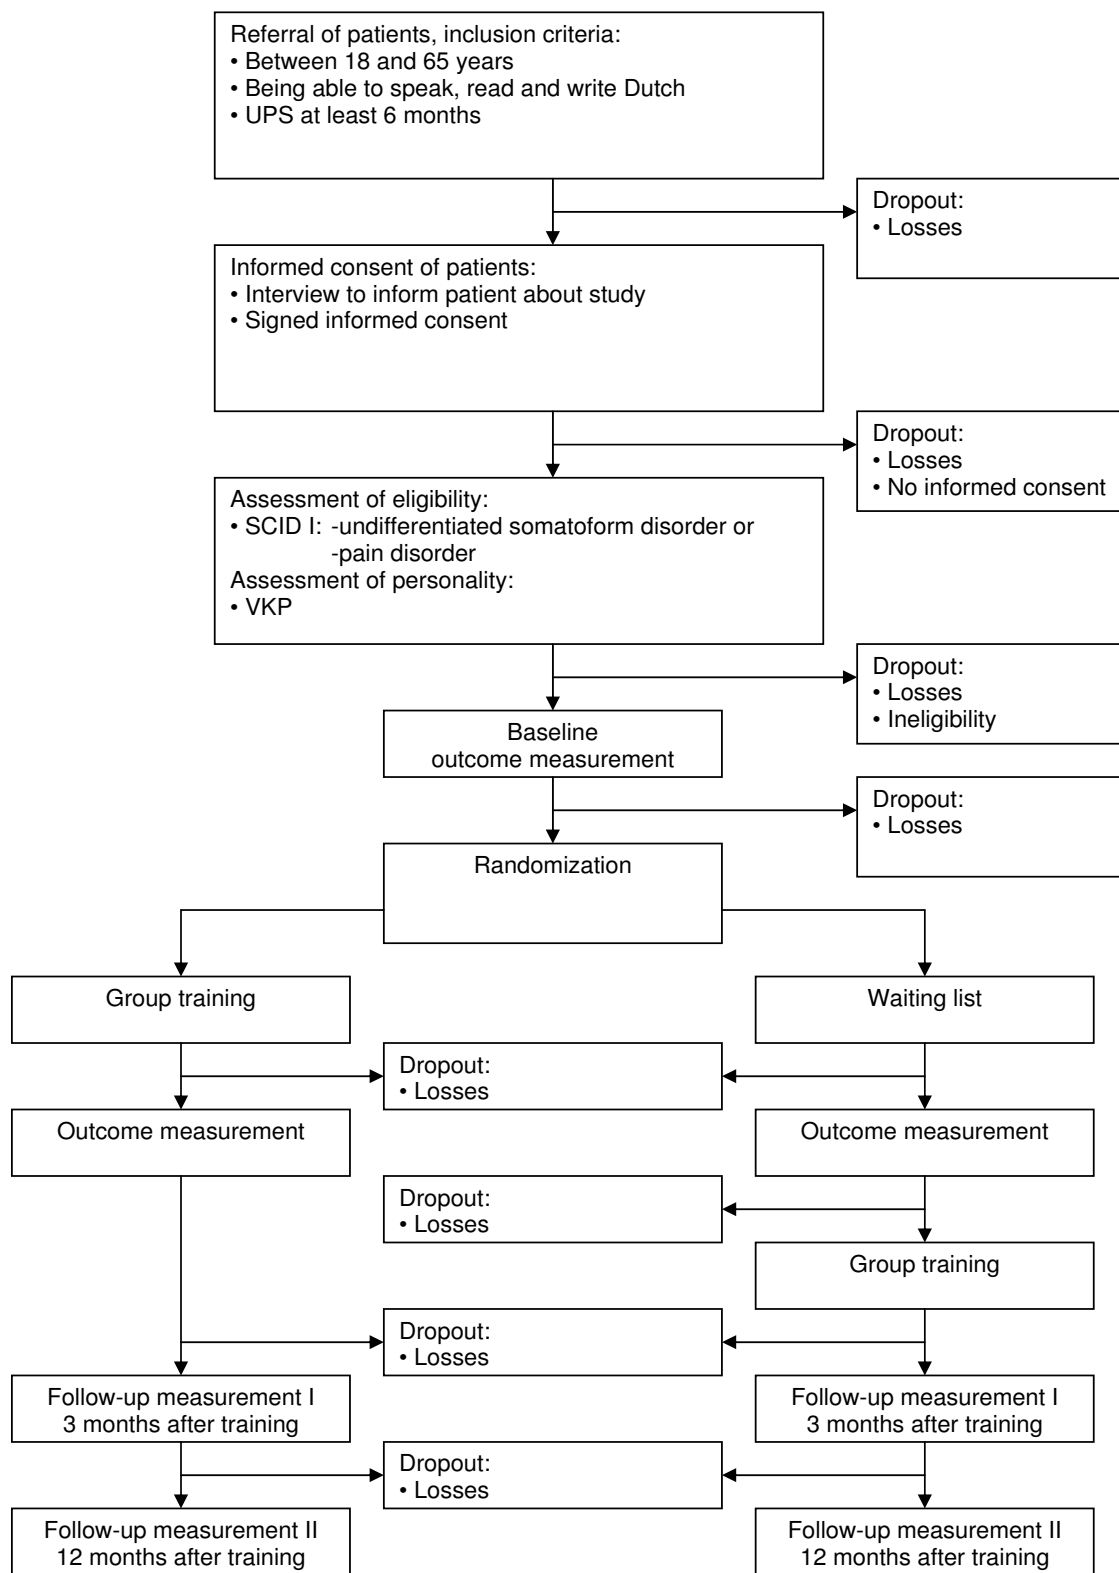 Referral of patients, inclusion criteria:
• Between 18 and 65 years
• Being able to speak, read and write Dutch
• UPS at least 6 months
Dropout:
• Losses
Informed consent of patients:
• Interview to inform patient about study
• Signed informed consent
Dropout:
• Losses
• No informed consent
Assessment of eligibility:
• SCID I: -undifferentiated somatoform disorder or
-pain disorder
Assessment of personality:
• VKP
Dropout:
• Losses
• Ineligibility
Baseline
outcome measurement
Dropout:
• Losses
Randomization
Group training
Waiting list
Dropout:
• Losses
Outcome measurement
Outcome measurement
Dropout:
• Losses
Group training
Dropout:
• Losses
Follow-up measurement I
3 months after training
Follow-up measurement I
3 months after training
Dropout:
• Losses
Follow-up measurement II
12 months after training
Follow-up measurement II
12 months after training